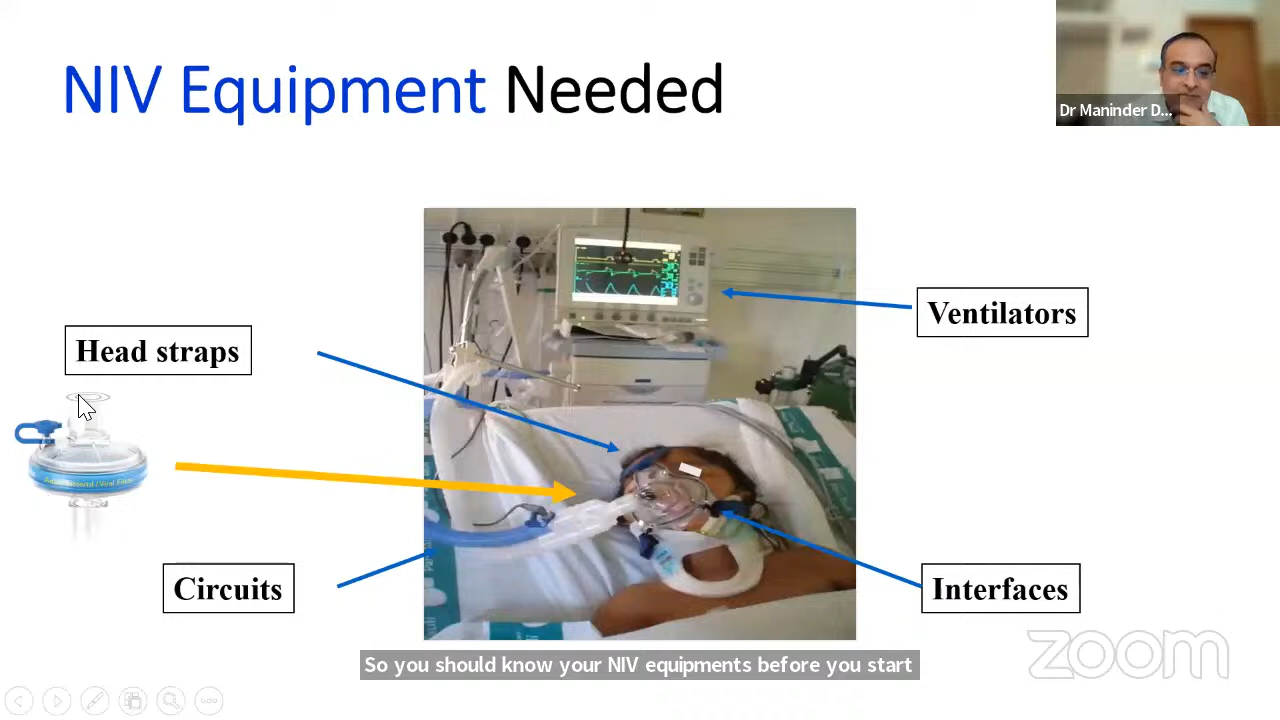 NIV Equipment Needed
Dr Maninder D...
Ventilators
Head straps
Circuits
Interfaces
So you should know your NIV equipments before you start
zoom